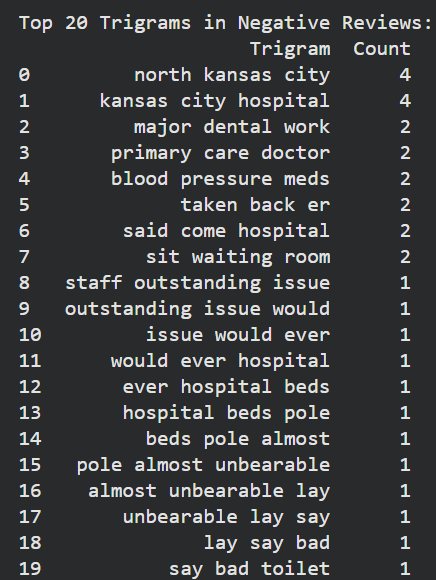 Top 20 Trigrams in Negative Reviews:
Trigram Count
0 north kansas city 4
1 kansas city hospital 4
2 major dental work 2
3 primary care doctor 2
4 blood pressure meds 2
5 taken back er 2
6 said come hospital 2
7 sit waiting room 2
8 staff outstanding issue 1
9 outstanding issue would 1
10 issue would ever 1
11 would ever hospital 1
12 ever hospital beds 1
13 hospital beds pole 1
14 beds pole almost 1
15 pole almost unbearable 1
16 almost unbearable lay 1
17 unbearable lay say 1
18 lay say bad 1
19 say bad toilet 1